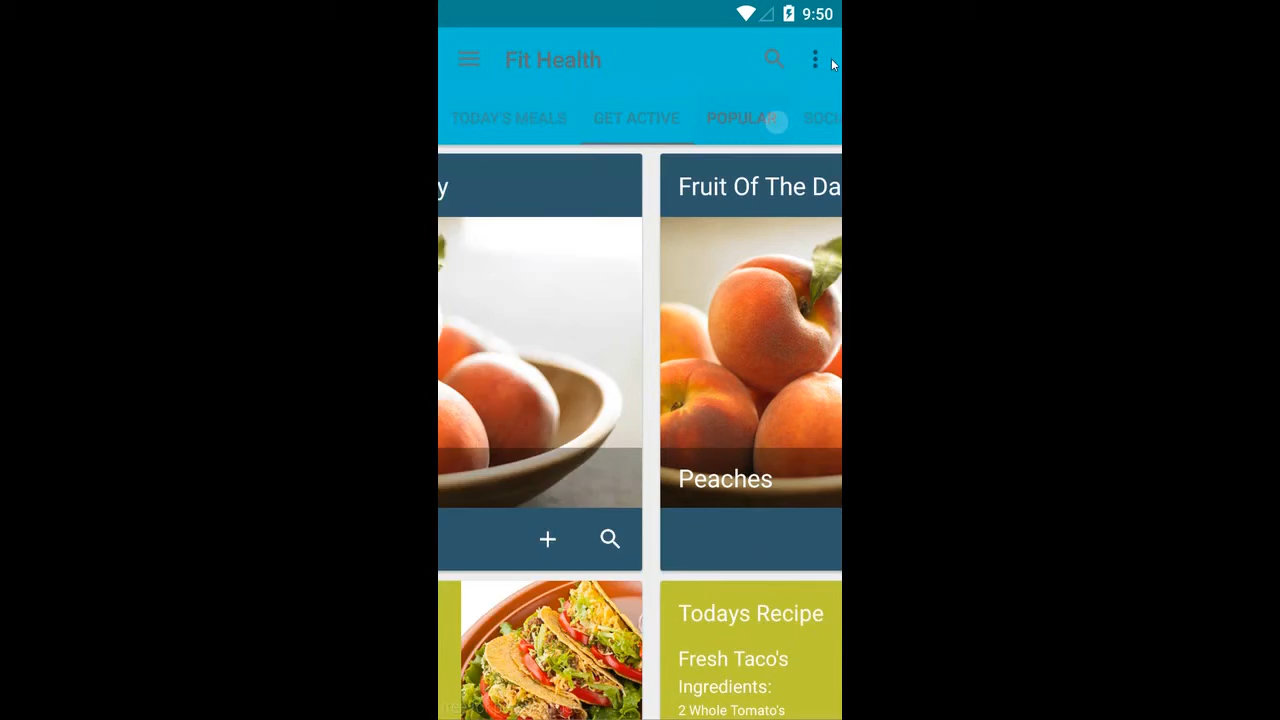 9:50
Fit Health
TODAY'S MEALS GET ACTIVE POPULAR SOCIA
y
Fruit Of The Da
Peaches
Todays Recipe
Fresh Taco's
Ingredients:
2 Whole Tomato's